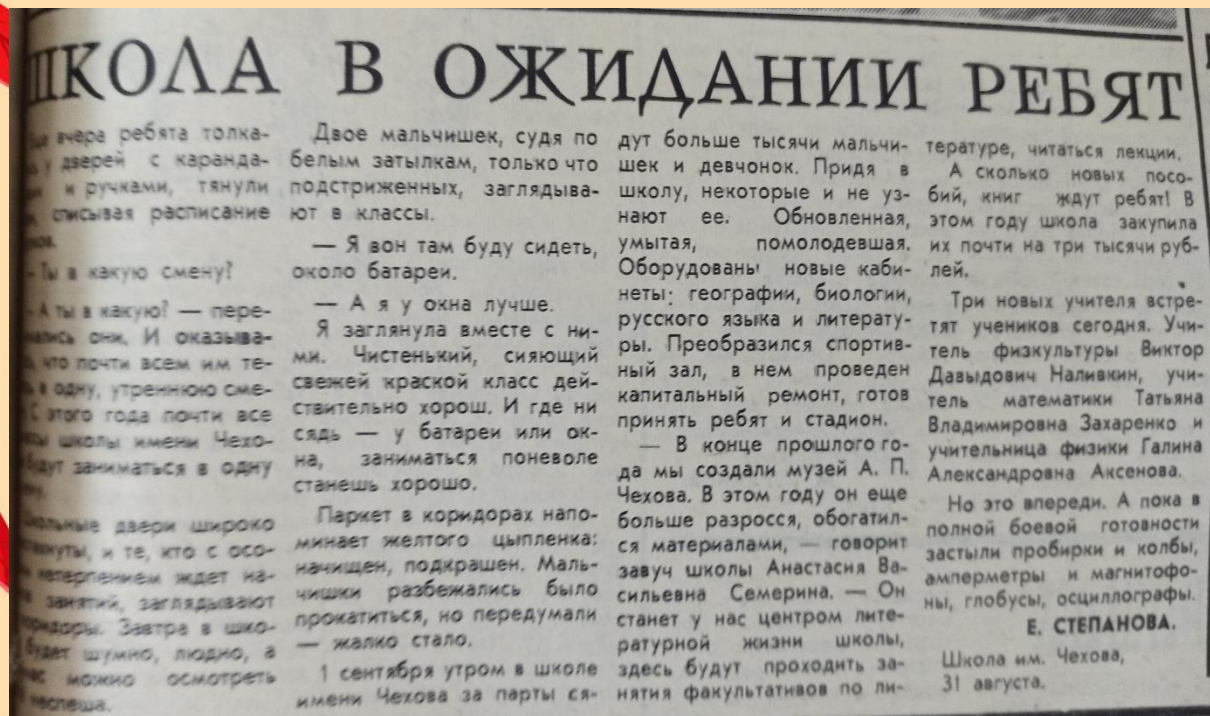 ШКОЛА В ОЖИДАНИИ РЕБЯТ
вчера ребята толка-
у дверей с каранда-
и ручками, тянули
списывая расписание
— Ты в какую смену?
— А ты в какую? — пере-
они. И оказыва-
что почти всем им те-
в одну, утреннюю сме-
С этого года почти все
школы имени Чехо-
будут заниматься в одну
двери широко
и те, кто с осо-
нетерпением ждет на-
занятий, заглядывают
Завтра в шко-
будет шумно, людно, а
можно осмотреть
Двое мальчишек, судя по
белым затылкам, только что
подстриженных, заглядыва-
ют в классы.
— Я вон там буду сидеть,
около батареи.
— А я у окна лучше.
Я заглянула вместе с ни-
ми. Чистенький, сияющий
свежей краской класс дей-
ствительно хорош. И где ни
сядь — у батареи или ок-
на, заниматься поневоле
станешь хорошо.
Паркет в коридорах напо-
минает желтого цыпленка:
начищен, подкрашен. Маль-
чишки разбежались было
прокатиться, но передумали
— жалко стало.
1 сентября утром в школе
имени Чехова за парты ся-
дут больше тысячи мальчи-
шек и девчонок. Придя в
школу, некоторые и не уз-
нают ее. Обновленная,
умытая, помолодевшая.
Оборудованы новые каби-
неты: географии, биологии,
русского языка и литерату-
ры. Преобразился спортив-
ный зал, в нем проведен
капитальный ремонт, готов
принять ребят и стадион.
— В конце прошлого го-
да мы создали музей А. П.
Чехова. В этом году он еще
больше разросся, обогатил-
ся материалами, — говорит
завуч школы Анастасия Ва-
сильевна Семерина. — Он
станет у нас центром лите-
ратурной жизни школы,
здесь будут проходить за-
нятия факультативов по ли-
тературе, читаться лекции.
А сколько новых посо-
бий, книг ждут ребят! В
этом году школа закупила
их почти на три тысячи руб-
лей.
Три новых учителя встре-
тят учеников сегодня. Учи-
тель физкультуры Виктор
Давыдович Наливкин, учи-
тель математики Татьяна
Владимировна Захаренко и
учительница физики Галина
Александровна Аксенова.
Но это впереди. А пока в
полной боевой готовности
застыли пробирки и колбы,
амперметры и магнитофо-
ны, глобусы, осциллографы.
Е. СТЕПАНОВА.
Школа им. Чехова,
31 августа.